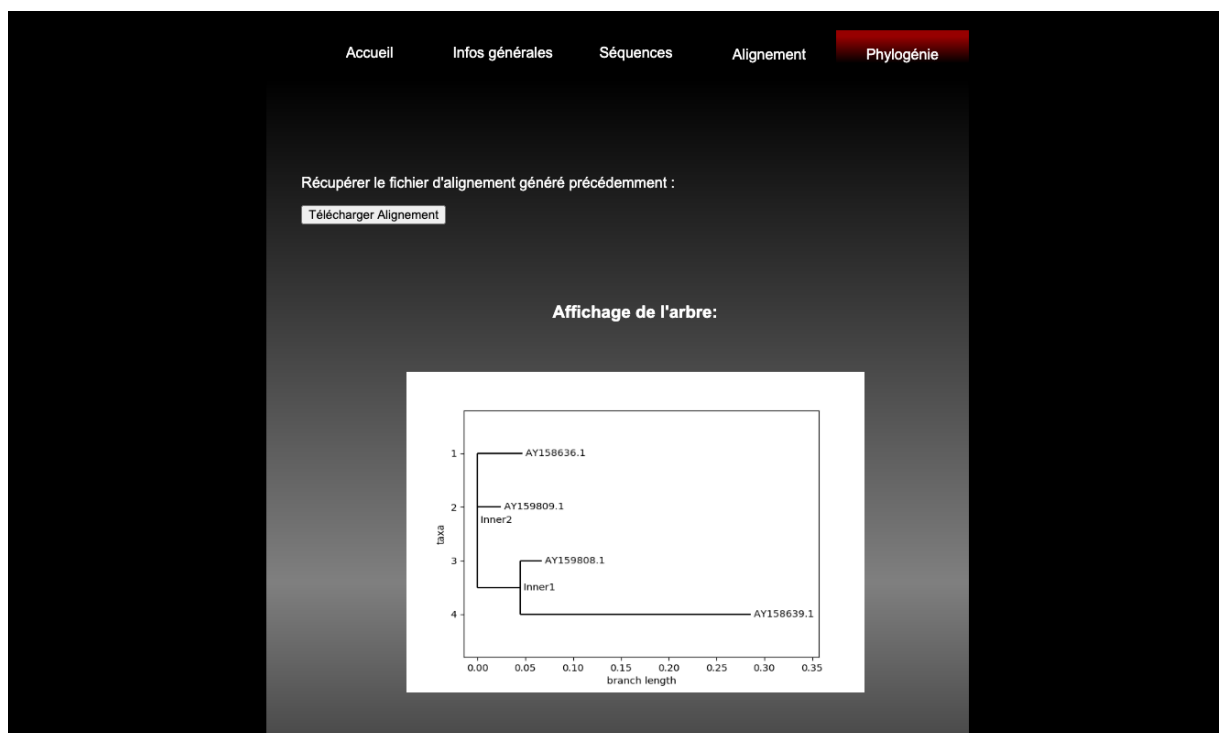 Accueil Infos générales Séquences Alignement Phylogénie
Récupérer le fichier d'alignement généré précédemment :
Télécharger Alignement
Affichage de l'arbre:
1 AY158636.1
2 AY159809.1
Inner2
taxa
3 AY159808.1
Inner1
4 AY158639.1
0.00 0.05 0.10 0.15 0.20 0.25 0.30 0.35
branch length